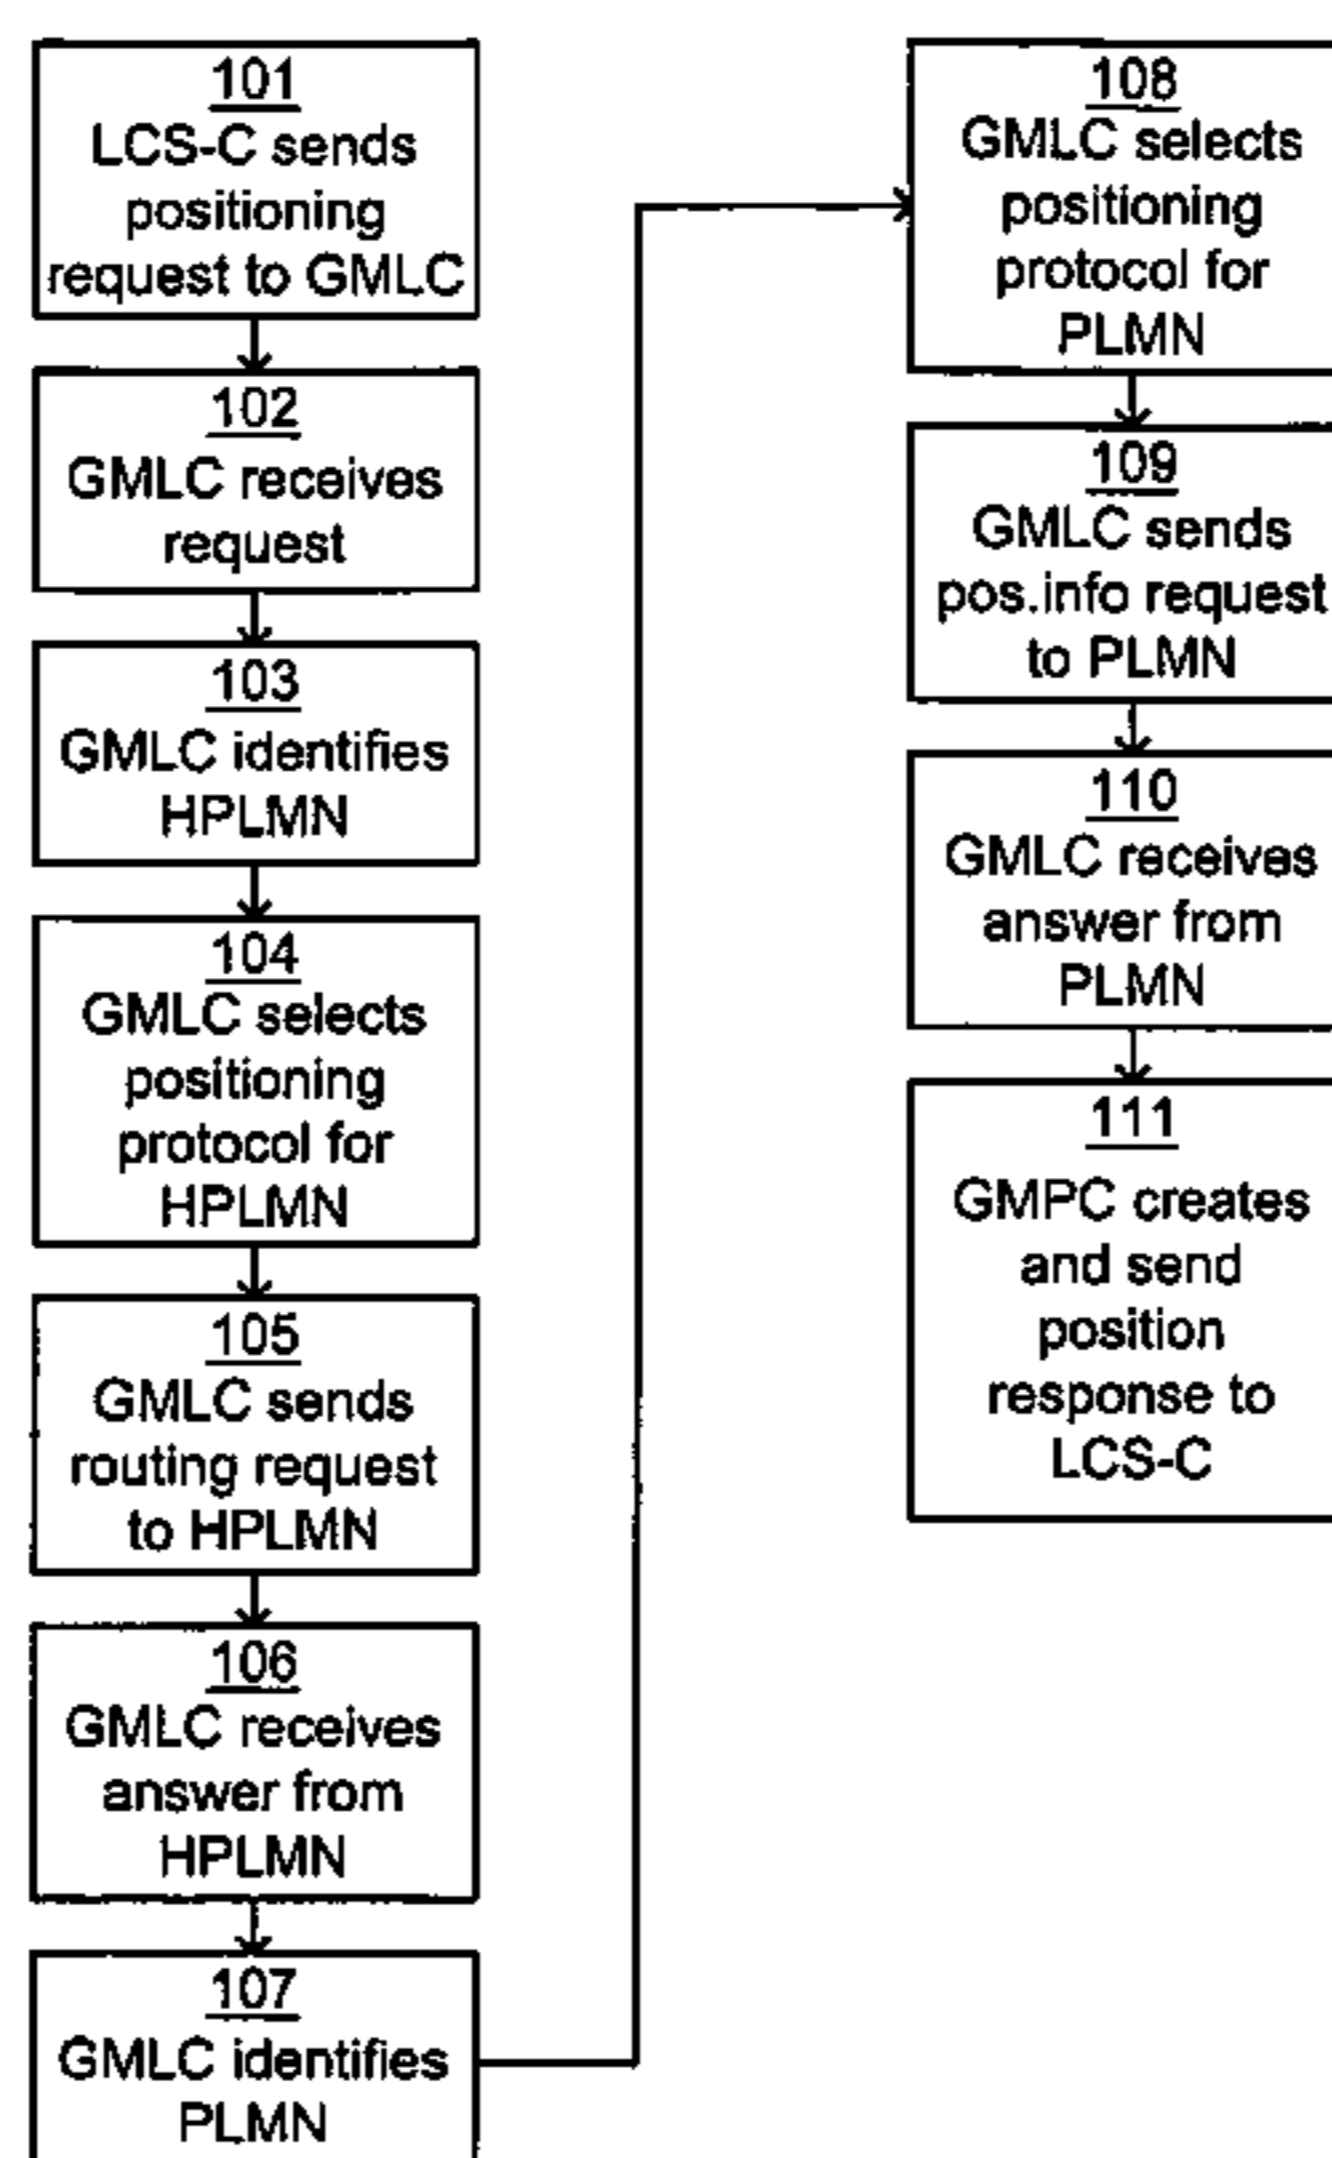 101
LCS-C sends
positioning
request to GMLC
102
GMLC receives
request
103
GMLC identifies
HPLMN
104
GMLC selects
positioning
protocol for
HPLMN
105
GMLC sends
routing request
to HPLMN
106
GMLC receives
answer from
HPLMN
107
GMLC identifies
PLMN
108
GMLC selects
positioning
protocol for
PLMN
109
GMLC sends
pos.info request
to PLMN
110
GMLC receives
answer from
PLMN
111
GMPC creates
and send
position
response to
LCS-C